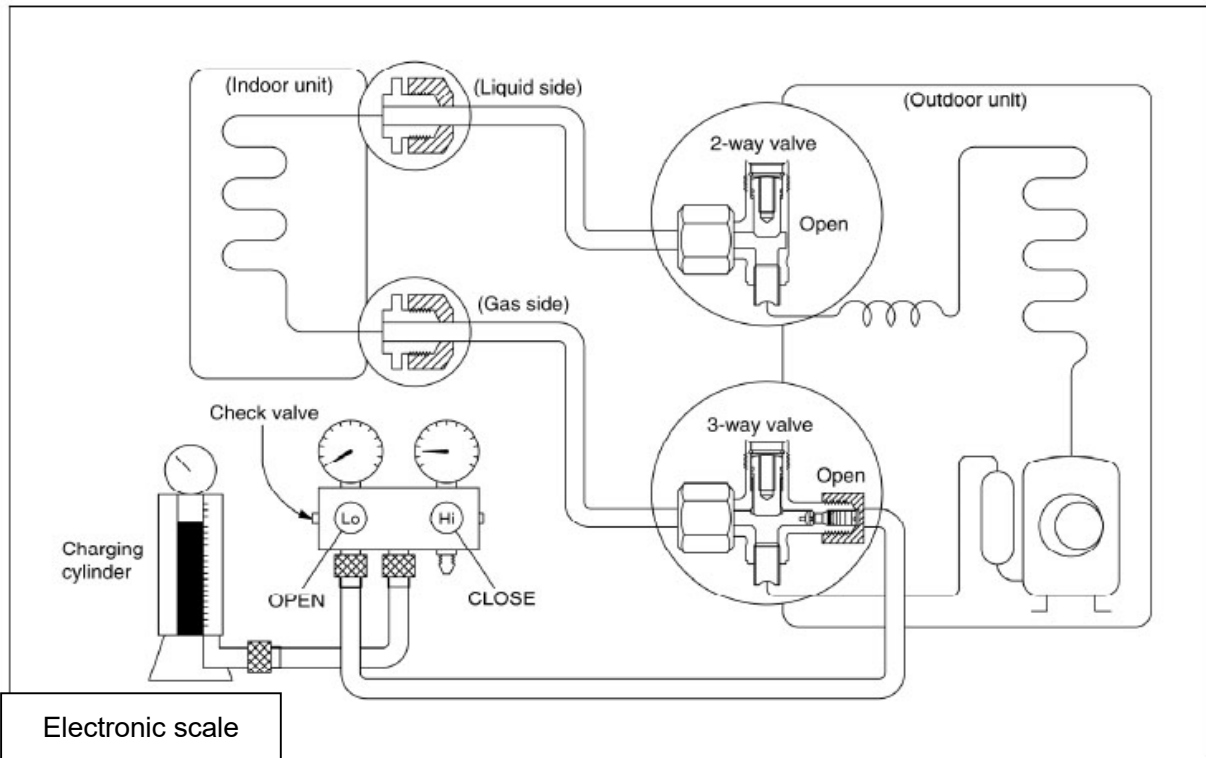 (Indoor unit)
(Liquid side)
(Outdoor unit)
2-way valve
Open
(Gas side)
Check valve
3-way valve
Open
Lo
Hi
Charging
cylinder
OPEN
CLOSE
Electronic scale